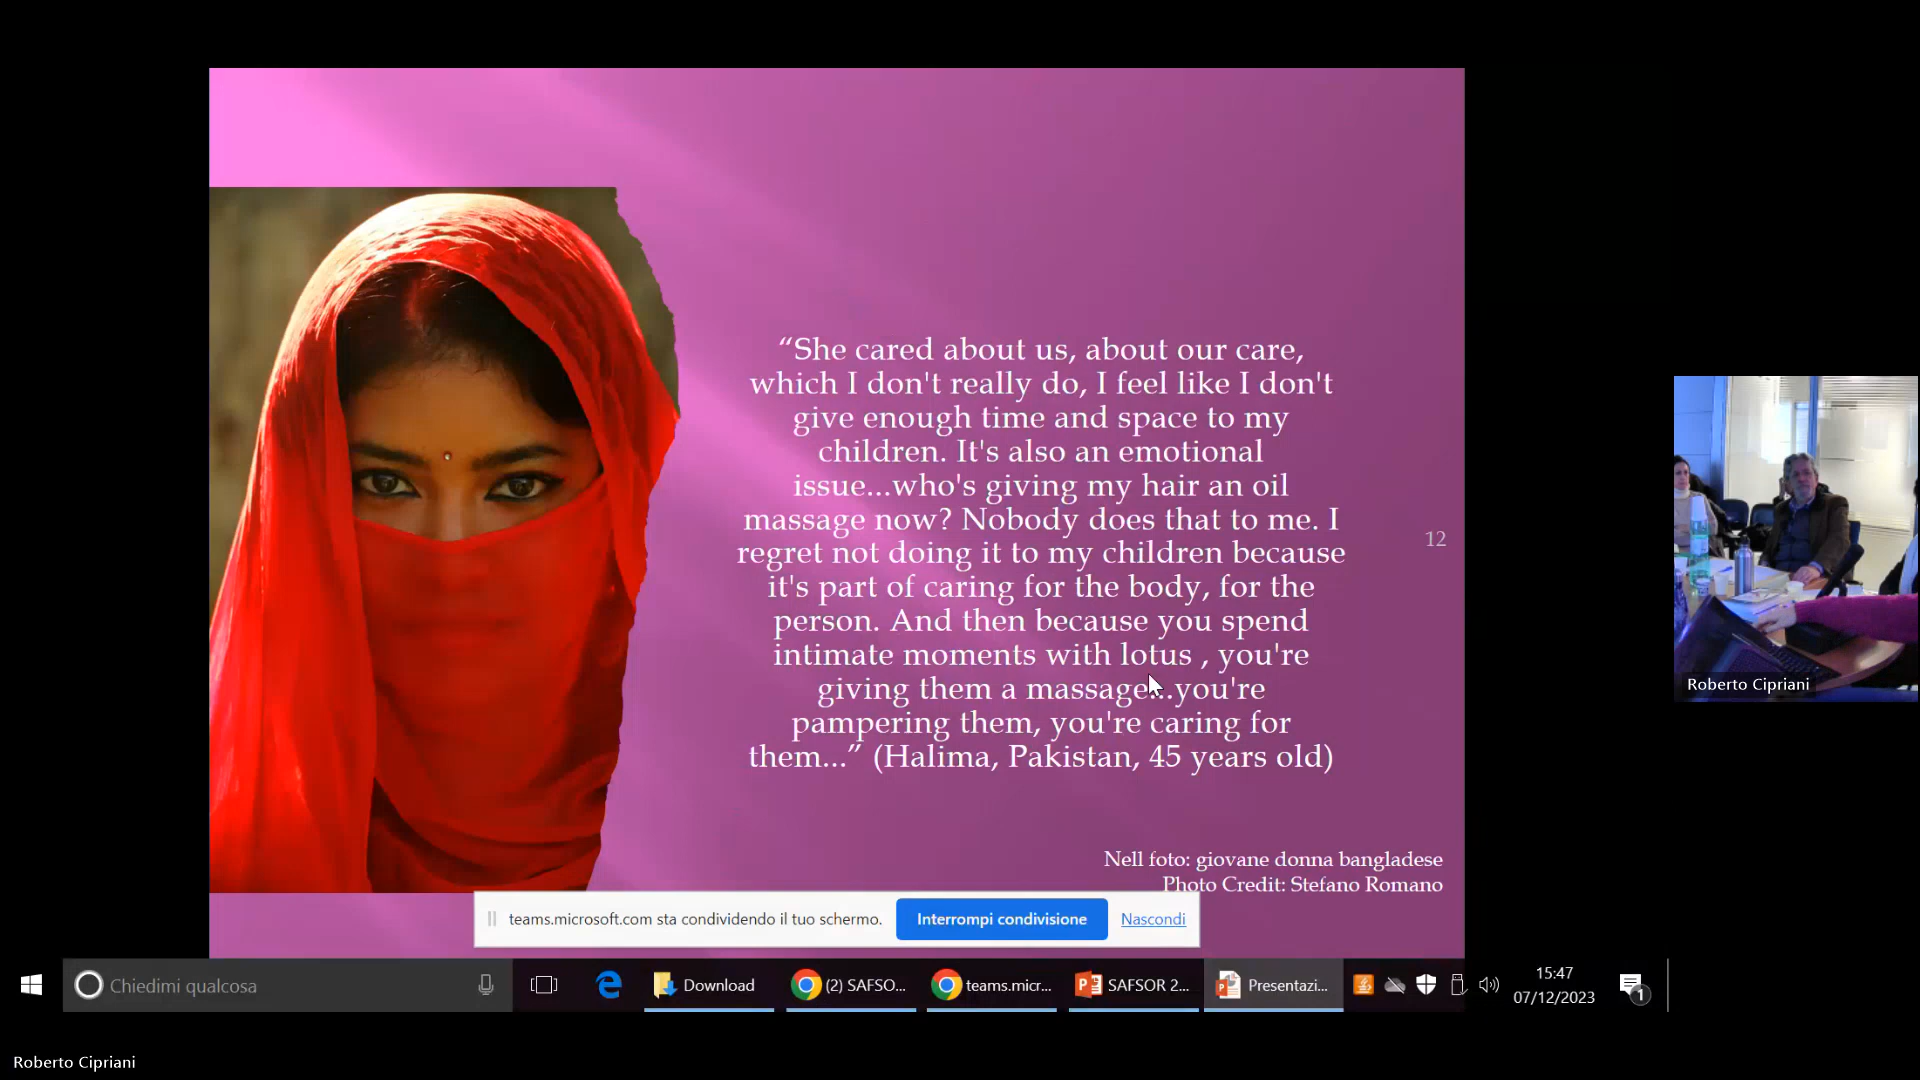 “She cared about us, about our care,
which I don't really do, I feel like I don't
give enough time and space to my
children. It's also an emotional
issue...who's giving my hair an oil
massage now? Nobody does that to me. I
regret not doing it to my children because
it's part of caring for the body, for the
person. And then because you spend
intimate moments with lotus , you're
giving them a massage...you're
pampering them, you're caring for
them...” (Halima, Pakistan, 45 years old)
12
Nell foto: giovane donna bangladese
Photo Credit: Stefano Romano
teams.microsoft.com sta condividendo il tuo schermo.
Interrompi condivisione
Nascondi
Roberto Cipriani
Chiedimi qualcosa
Download
(2) SAFSO...
teams.micr...
SAFSOR 2...
Presentazi...
15:47
07/12/2023
1
Roberto Cipriani